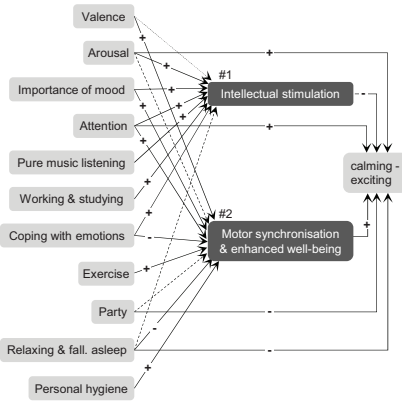 Valence
Arousal
Importance of mood
Attention
Pure music listening
Working & studying
Coping with emotions
Exercise
Party
Relaxing & fall. asleep
Personal hygiene
#1
Intellectual stimulation
#2
Motor synchronisation
& enhanced well-being
calming -
exciting
+
+
+
+
+
+
+
+
+
+
+
+
-
+
-
+
-
+
+
-
+
-
-